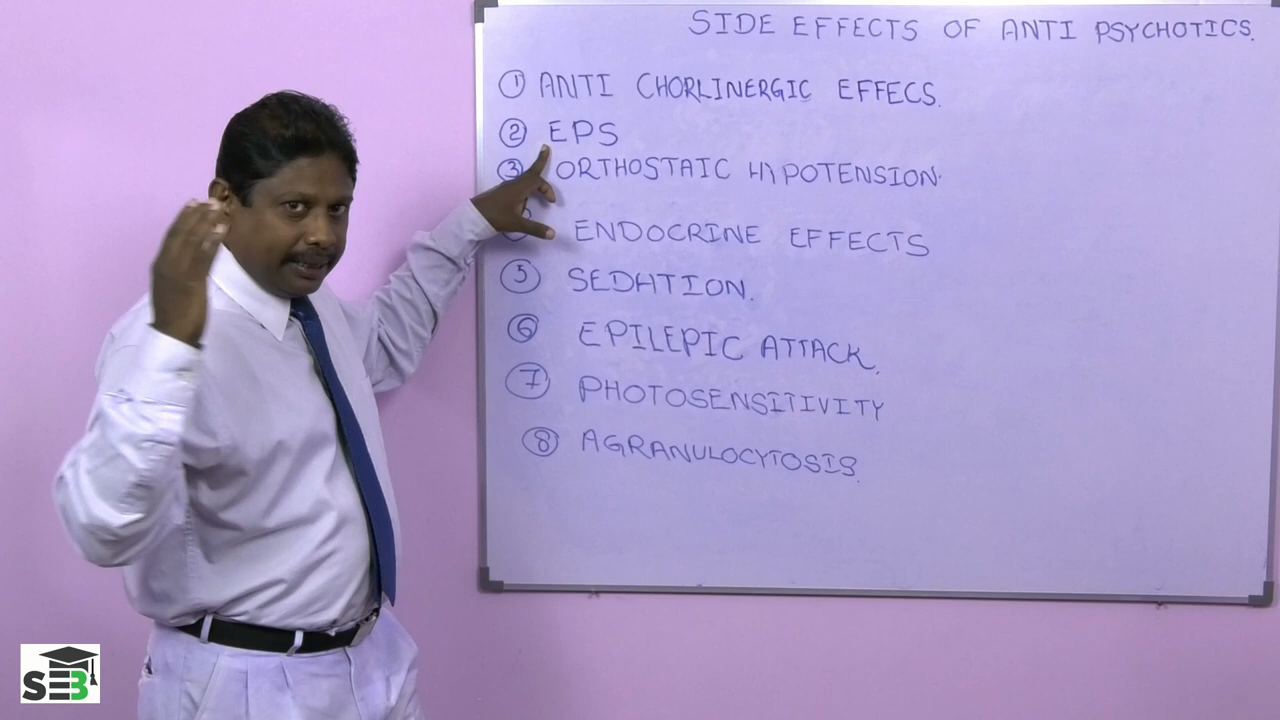 SIDE EFFECTS OF ANTI PSYCHOTICS.
① ANTI CHORLINERGIC EFFECS.
② EPS
③ ORTHOSTAIC HYPOTENSION.
ENDOCRINE EFFECTS
⑤ SEDATION.
⑥ EPILEPIC ATTACK.
⑦ PHOTOSENSITIVITY
⑧ AGRANULOCYTOSIS.
SEB